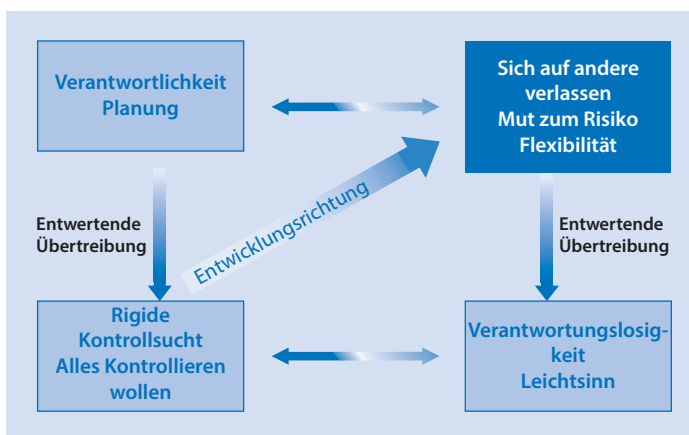 Verantwortlichkeit
Planung
Sich auf andere
verlassen
Mut zum Risiko
Flexibilität
Entwertende
Übertreibung
Entwicklungsrichtung
Entwertende
Übertreibung
Rigide
Kontrollsucht
Alles Kontrollieren
wollen
Verantwortungslosig-
keit
Leichtsinn